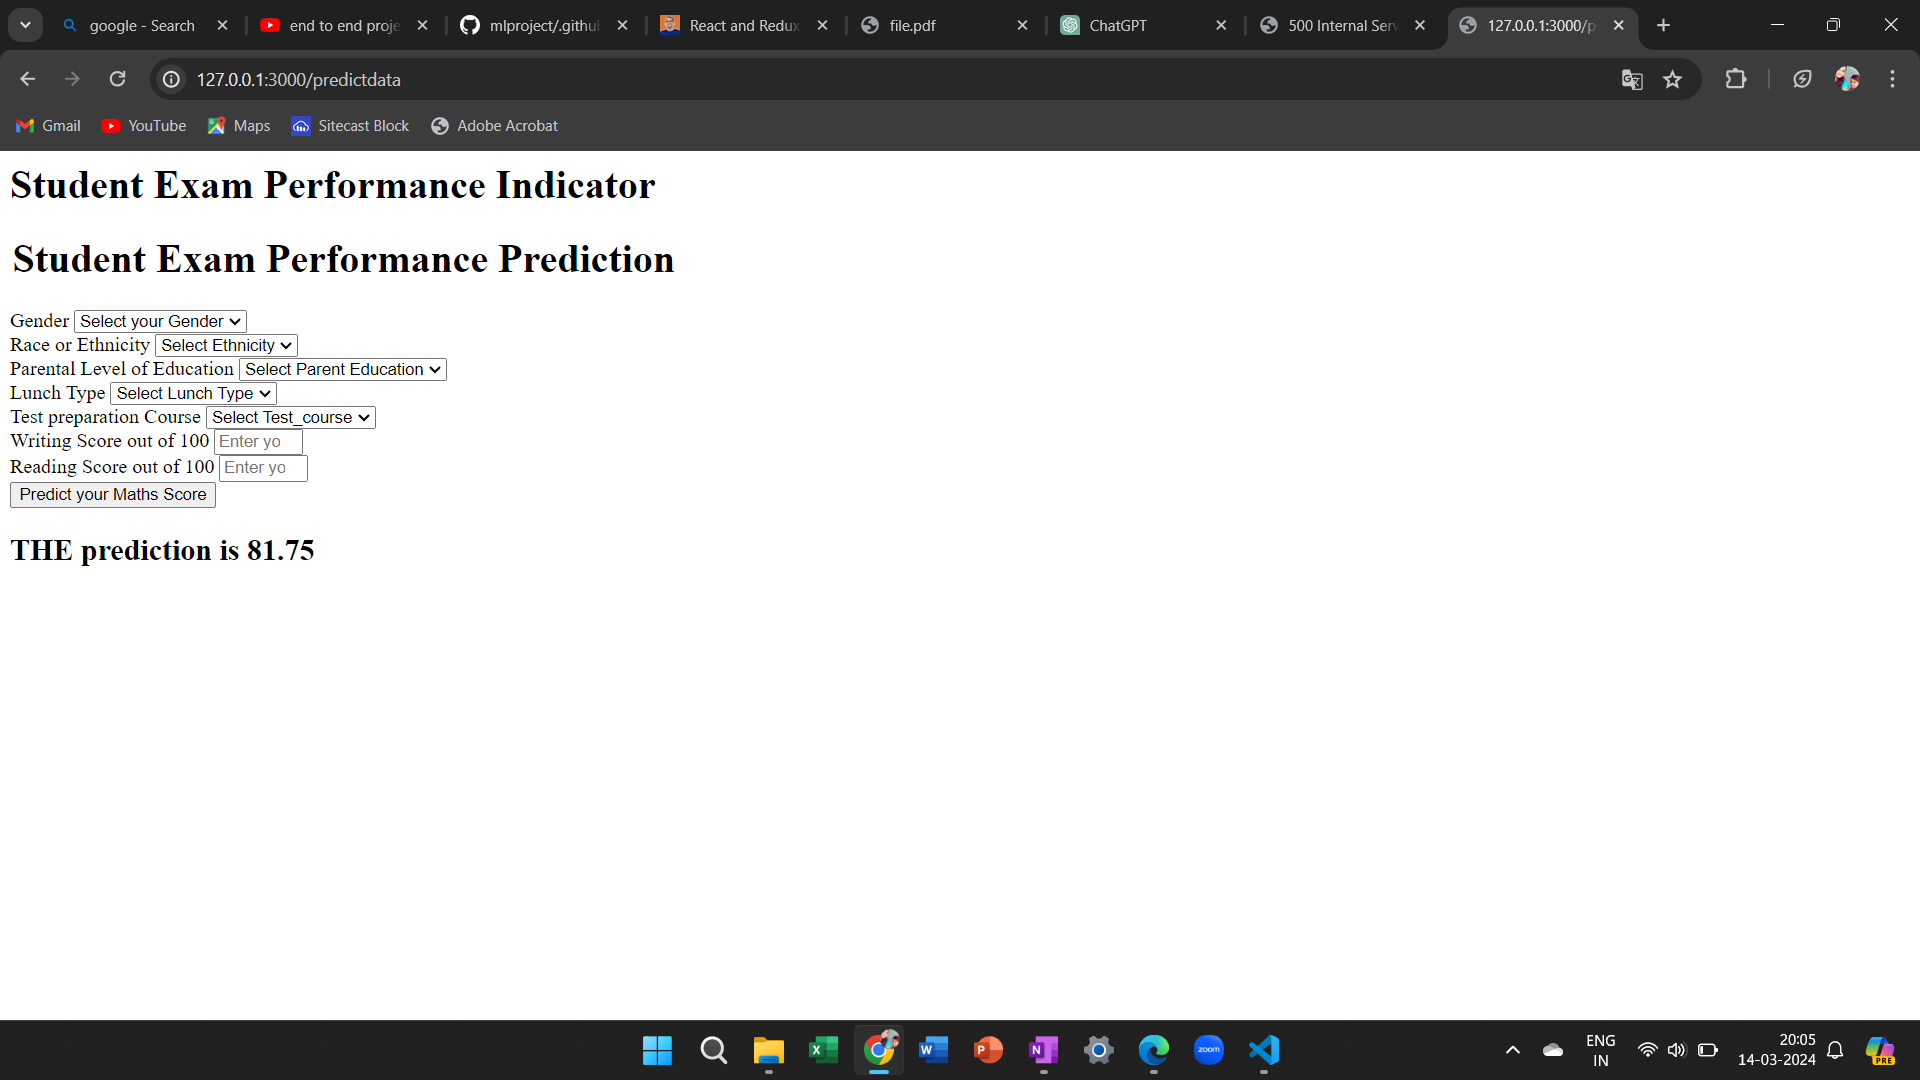 google - Search
end to end proje
mlproject/.githu
React and Redux
file.pdf
ChatGPT
500 Internal Serv
127.0.0.1:3000/p
127.0.0.1:3000/predictdata
Gmail
YouTube
Maps
Sitecast Block
Adobe Acrobat
Student Exam Performance Indicator
Student Exam Performance Prediction
Gender Select your Gender
Race or Ethnicity Select Ethnicity
Parental Level of Education Select Parent Education
Lunch Type Select Lunch Type
Test preparation Course Select Test_course
Writing Score out of 100 Enter yo
Reading Score out of 100 Enter yo
Predict your Maths Score
THE prediction is 81.75
zoom
ENG
IN
20:05
14-03-2024
PRE